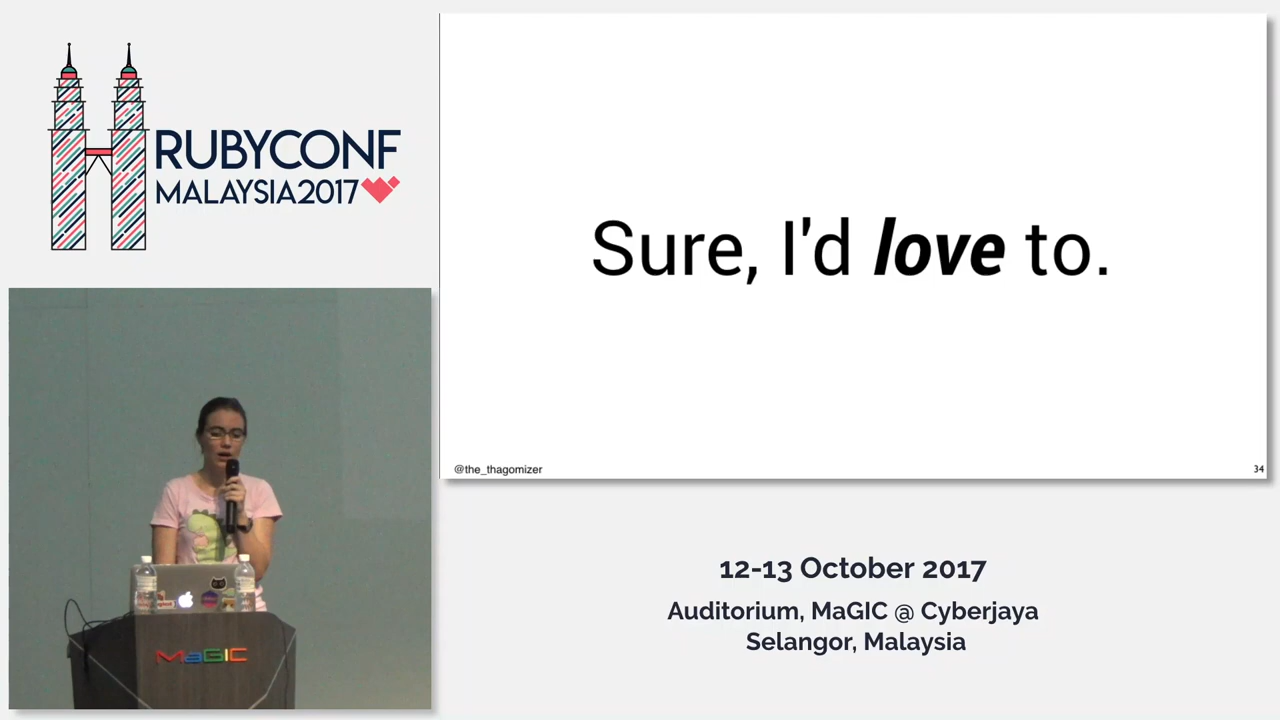 RUBYCONF
MALAYSIA2017
Sure, I'd love to.
@the_thagomizer
34
MaGIC
12-13 October 2017
Auditorium, MaGIC @ Cyberjaya
Selangor, Malaysia